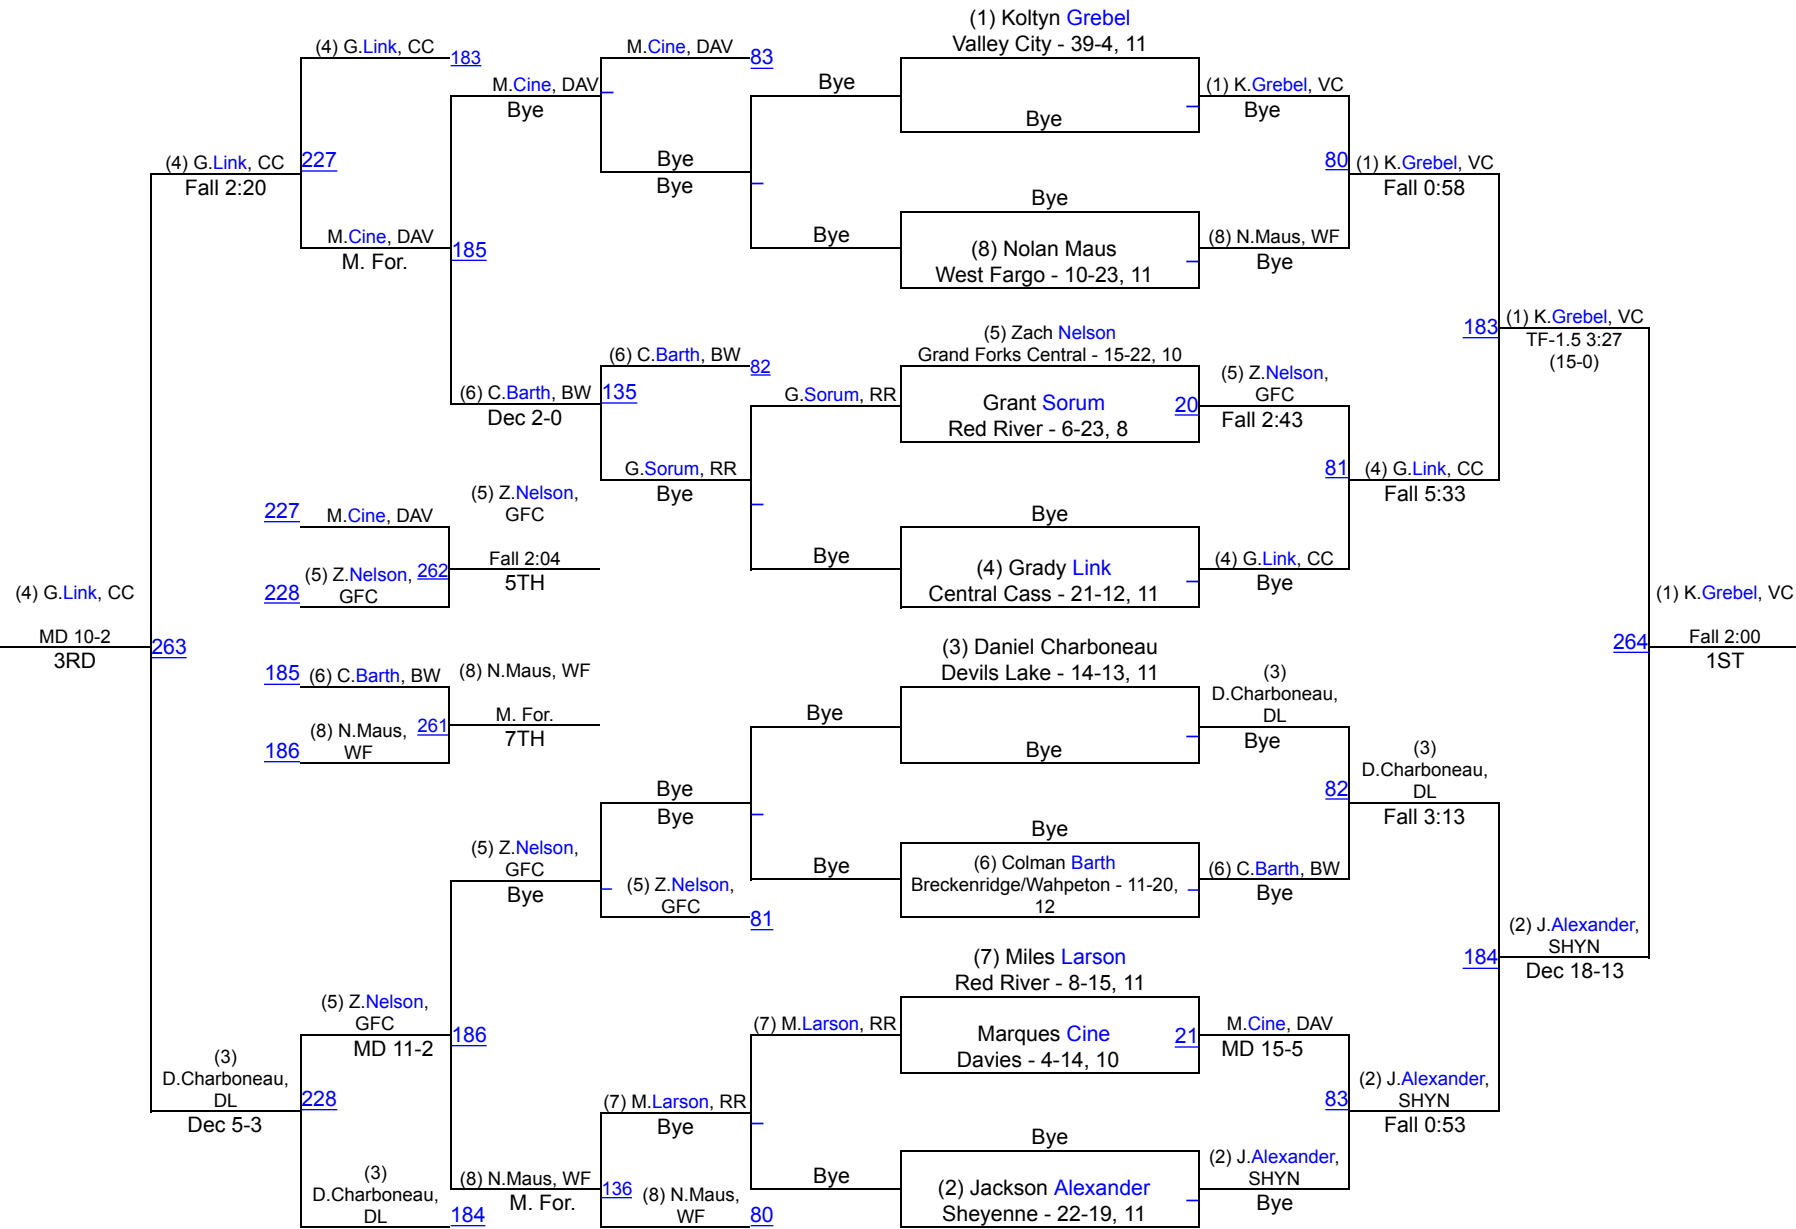 (1) Koltyn Grebel
Valley City - 39-4, 11
Bye
Bye
(8) Nolan Maus
West Fargo - 10-23, 11
(5) Zach Nelson
Grand Forks Central - 15-22, 10
Grant Sorum
Red River - 6-23, 8
20
Bye
(4) Grady Link
Central Cass - 21-12, 11
(3) Daniel Charboneau
Devils Lake - 14-13, 11
Bye
Bye
(6) Colman Barth
Breckenridge/Wahpeton - 11-20,
12
(7) Miles Larson
Red River - 8-15, 11
Marques Cine
Davies - 4-14, 10
21
Bye
(2) Jackson Alexander
Sheyenne - 22-19, 11
(1) K.Grebel, VC
Bye
80
(8) N.Maus, WF
Bye
(5) Z.Nelson,
GFC
Fall 2:43
81
(4) G.Link, CC
Bye
(3)
D.Charboneau,
DL
Bye
82
(6) C.Barth, BW
Bye
M.Cine, DAV
MD 15-5
83
(2) J.Alexander,
SHYN
Bye
(1) K.Grebel, VC
Fall 0:58
183
(4) G.Link, CC
Fall 5:33
(3)
D.Charboneau,
DL
Fall 3:13
184
(2) J.Alexander,
SHYN
Fall 0:53
(1) K.Grebel, VC
TF-1.5 3:27
(15-0)
(2) J.Alexander,
SHYN
Dec 18-13
264
(1) K.Grebel, VC
Fall 2:00
1ST
Bye
Bye
G.Sorum, RR
Bye
Bye
Bye
(7) M.Larson, RR
Bye
M.Cine, DAV
83
Bye
Bye
(6) C.Barth, BW
82
135
G.Sorum, RR
Bye
Bye
Bye
(5) Z.Nelson,
GFC
81
(7) M.Larson, RR
Bye
136
(8) N.Maus,
WF
80
M.Cine, DAV
Bye
185
(6) C.Barth, BW
Dec 2-0
(5) Z.Nelson,
GFC
Bye
186
(8) N.Maus, WF
M. For.
(4) G.Link, CC
183
227
M.Cine, DAV
M. For.
(5) Z.Nelson,
GFC
MD 11-2
228
(3)
D.Charboneau,
DL
184
(4) G.Link, CC
Fall 2:20
263
(3)
D.Charboneau,
DL
Dec 5-3
(4) G.Link, CC
MD 10-2
3RD
227
M.Cine, DAV
228
(5) Z.Nelson,
GFC
262
(5) Z.Nelson,
GFC
Fall 2:04
5TH
185
(6) C.Barth, BW
186
(8) N.Maus,
WF
261
(8) N.Maus, WF
M. For.
7TH